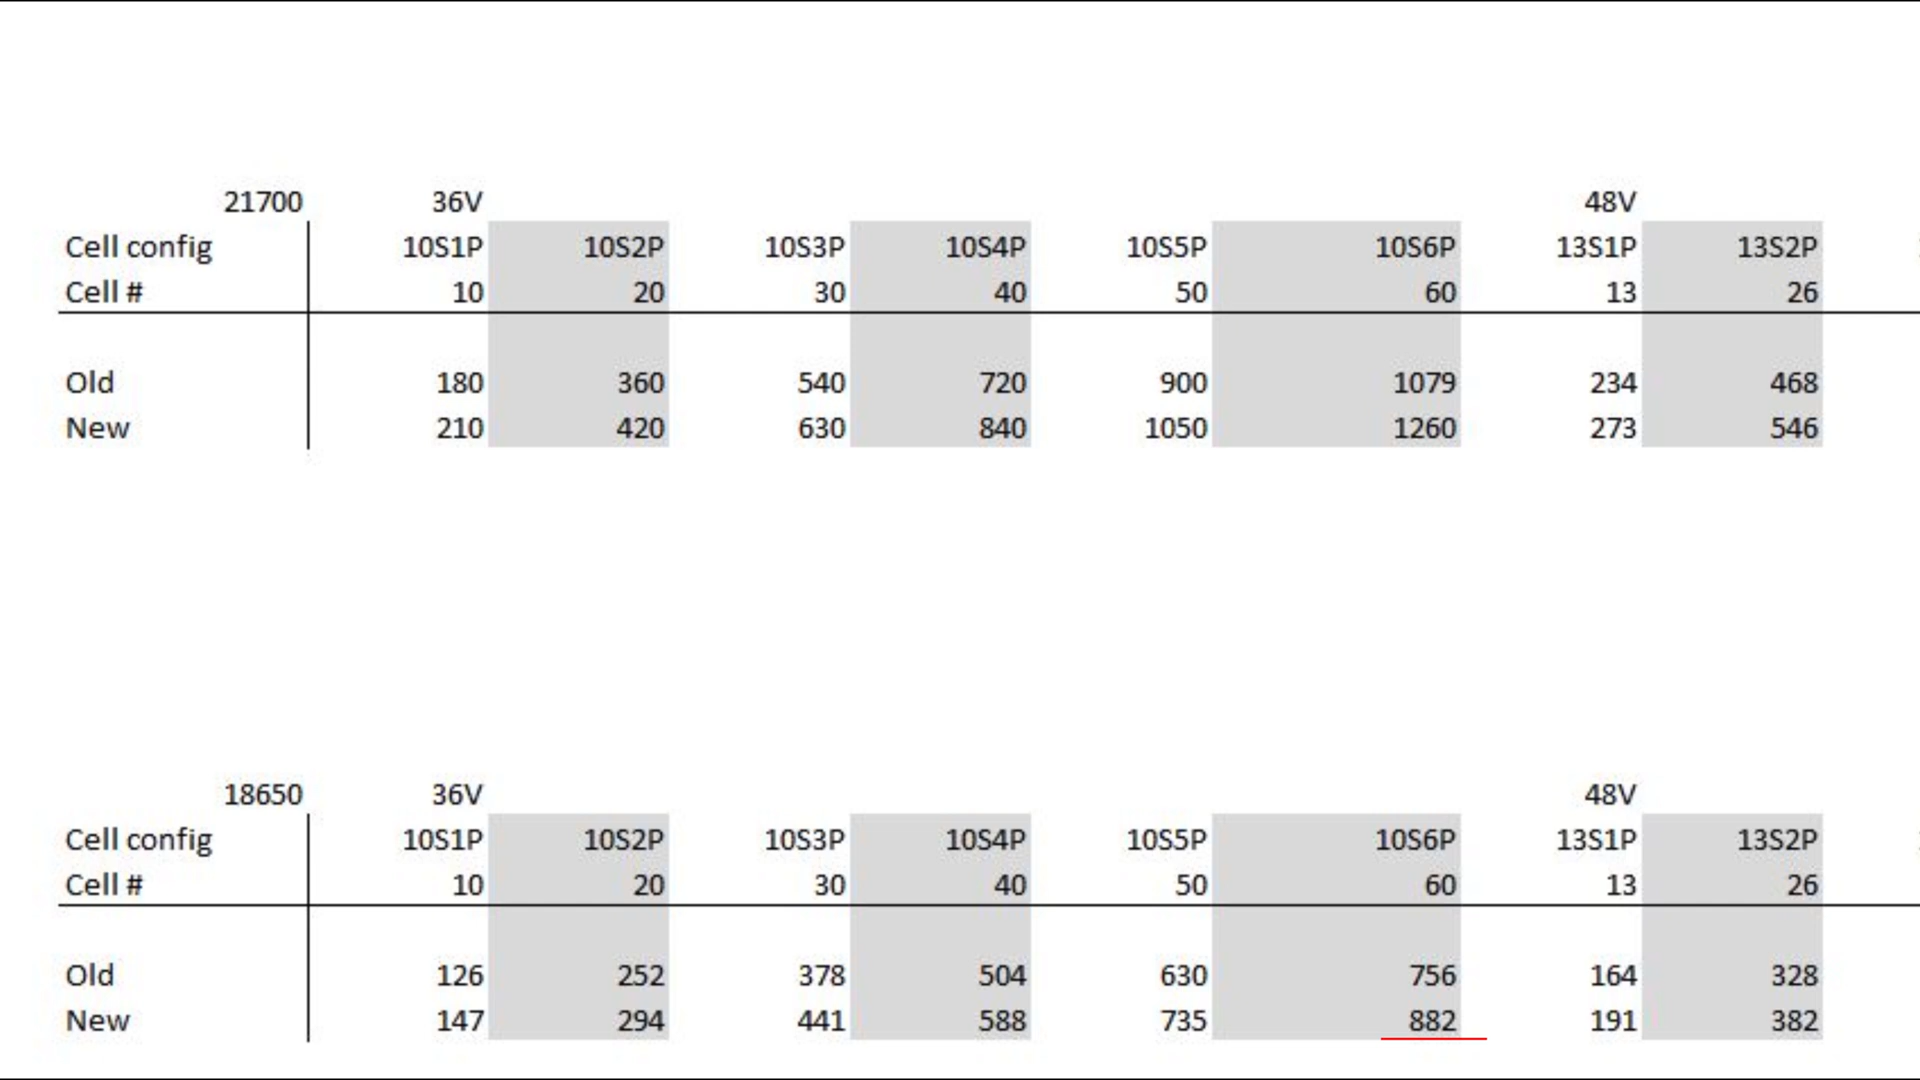 21700 36V 48V
Cell config 10S1P 10S2P 10S3P 10S4P 10S5P 10S6P 13S1P 13S2P
Cell # 10 20 30 40 50 60 13 26
Old 180 360 540 720 900 1079 234 468
New 210 420 630 840 1050 1260 273 546
18650 36V 48V
Cell config 10S1P 10S2P 10S3P 10S4P 10S5P 10S6P 13S1P 13S2P
Cell # 10 20 30 40 50 60 13 26
Old 126 252 378 504 630 756 164 328
New 147 294 441 588 735 882 191 382